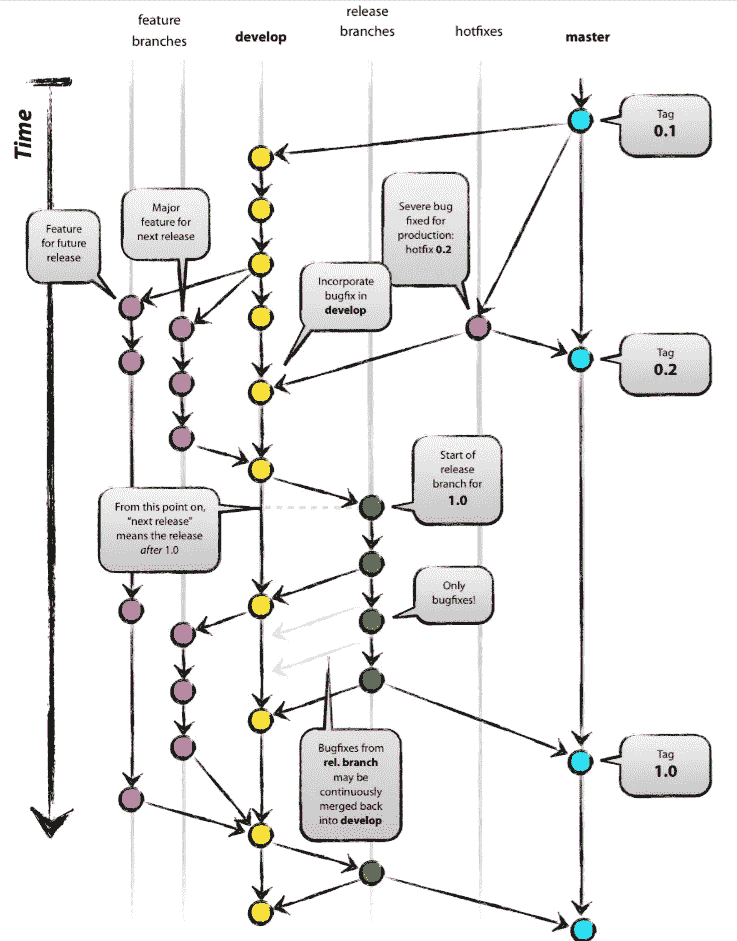 feature
branches
develop
release
branches
hotfixes
master
Time
Tag
0.1
Feature
for future
release
Major
feature for
next release
Severe bug
fixed for
production:
hotfix 0.2
Incorporate
bugfix in
develop
Tag
0.2
Start of
release
branch for
1.0
From this point on,
“next release”
means the release
after 1.0
Only
bugfixes!
Bugfixes from
rel. branch
may be
continuously
merged back
into develop
Tag
1.0